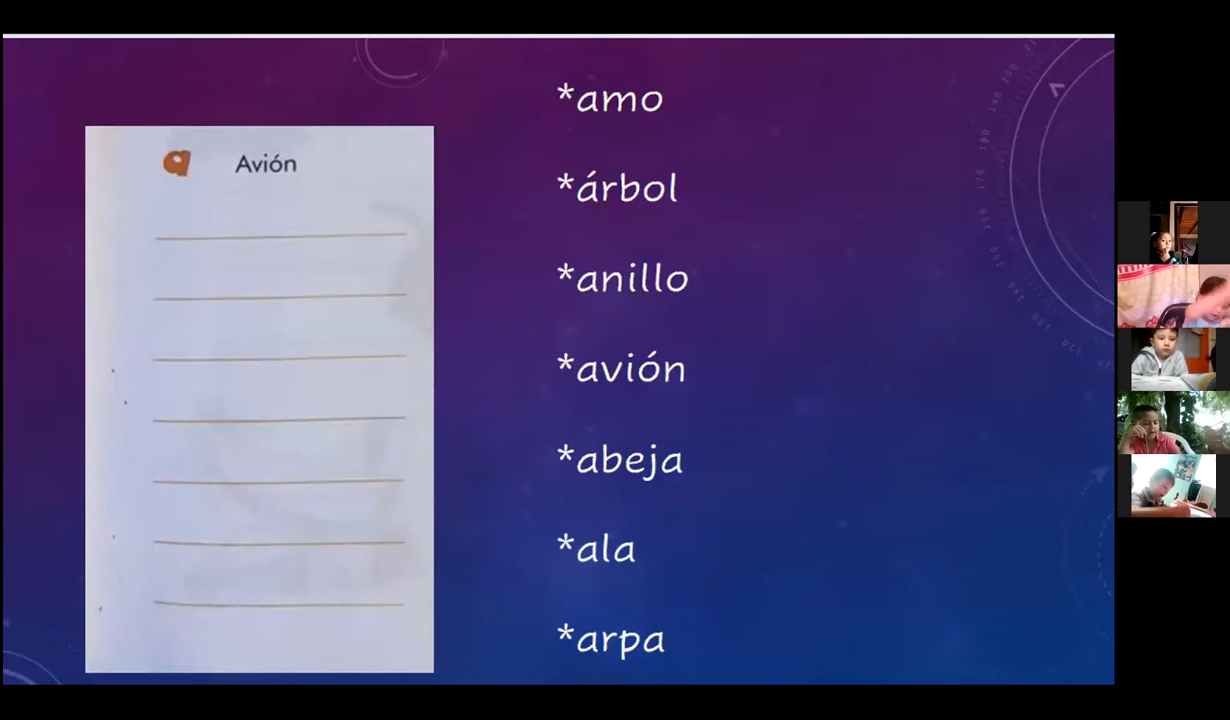 a Avión
*amo
*árbol
*anillo
*avión
*abeja
*ala
*arpa